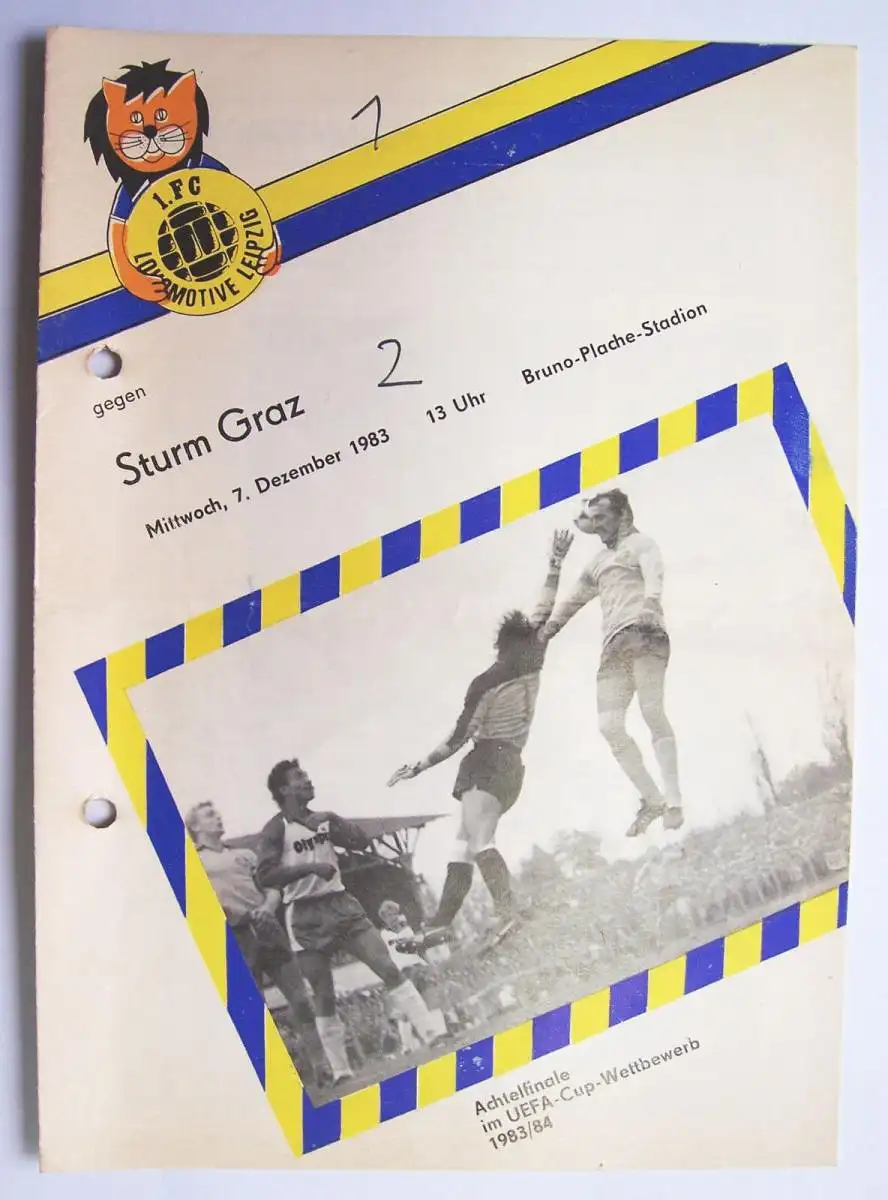 1
1. FC
LOKOMOTIVE LEIPZIG
gegen
Sturm Graz
2
Mittwoch, 7. Dezember 1983
13 Uhr
Bruno-Plache-Stadion
Olymp
Achtelfinale
im UEFA-Cup-Wettbewerb
1983/84